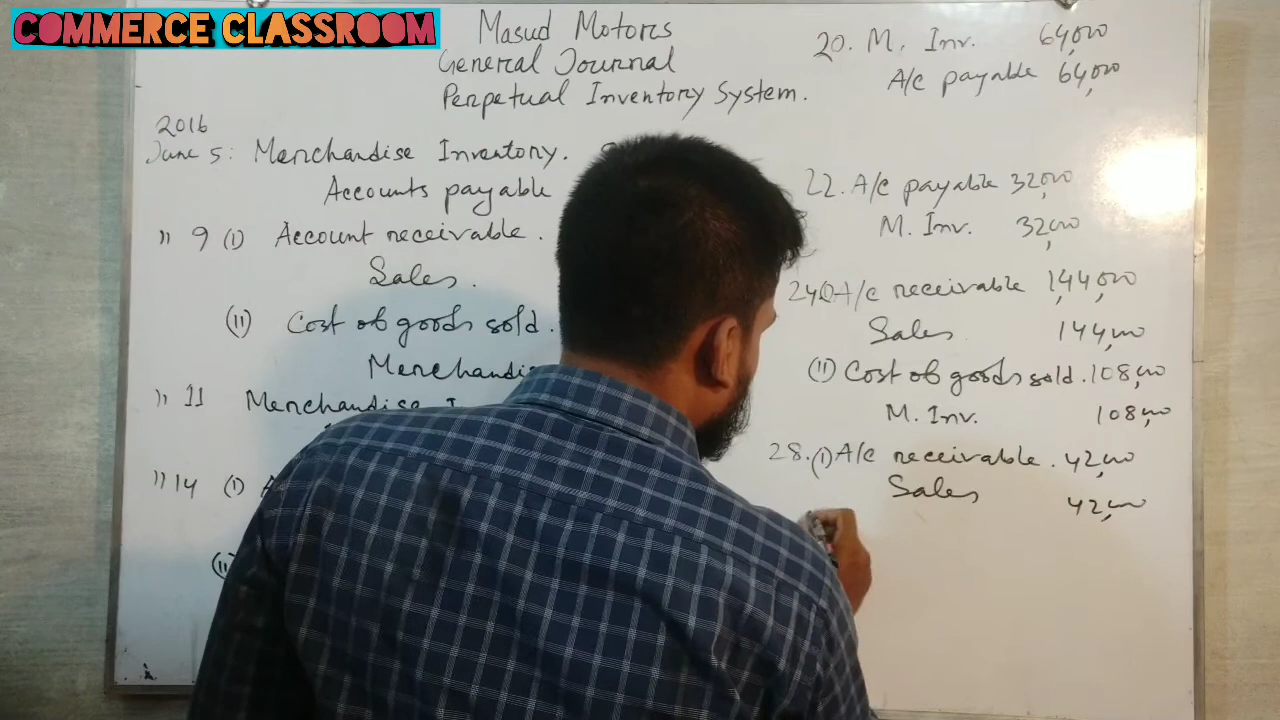 COMMERCE CLASSROOM
Masud Motors
General Journal
Perpetual Inventory System.
2016
June 5: Merchandise Inventory.
Accounts payable
" 9 (i) Account receivable.
Sales.
(ii) Cost of goods sold.
Merchandis
" 11 Merchandise I
" 14 (i) A
(ii)
20. M. Inv. 64,000
A/c payable 64,000
22. A/c payable 32,000
M. Inv. 32,000
24(i) A/c receivable 1,44,000
Sales 144,000
(ii) Cost of goods sold. 108,000
M. Inv. 108,000
28. (i) A/c receivable. 42,000
Sales 42,000